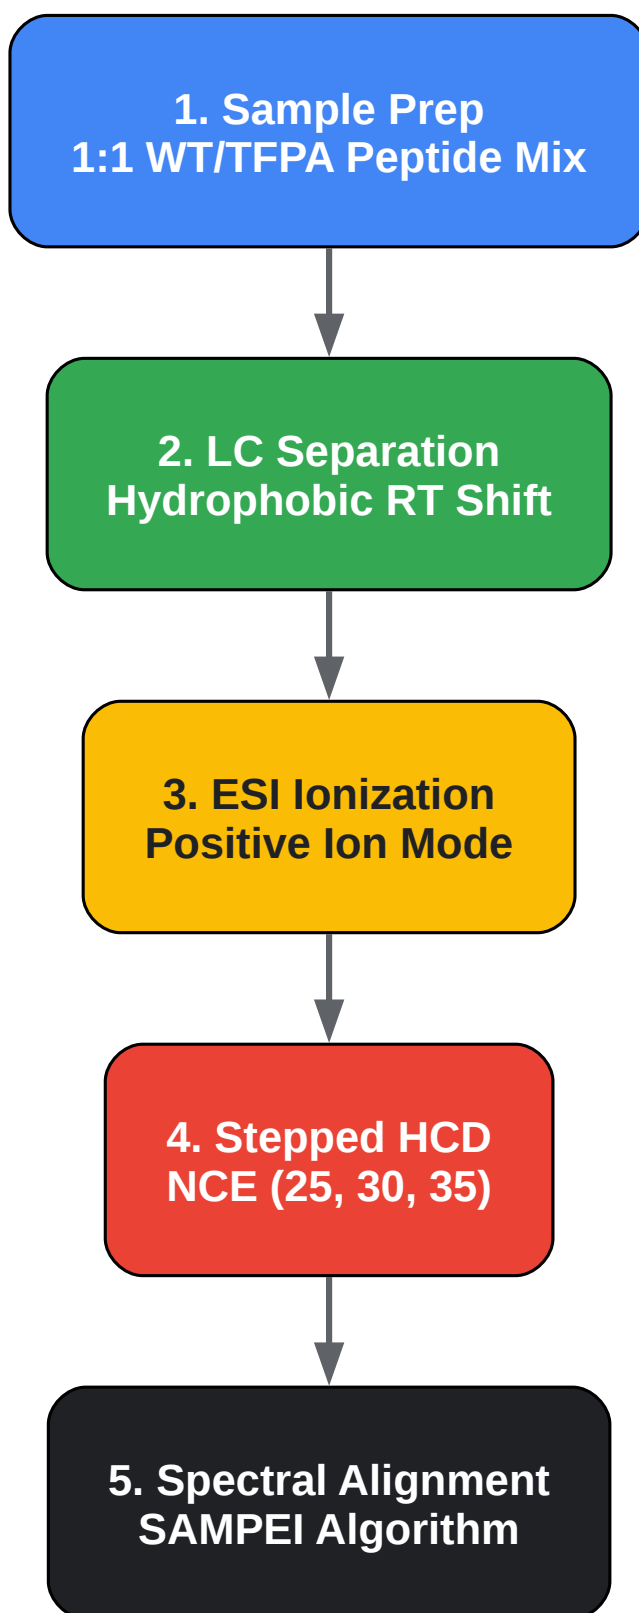 1. Sample Prep
1:1 WT/TFPA Peptide Mix
2. LC Separation
Hydrophobic RT Shift
3. ESI Ionization
Positive Ion Mode
4. Stepped HCD
NCE (25, 30, 35)
5. Spectral Alignment
SAMPEI Algorithm